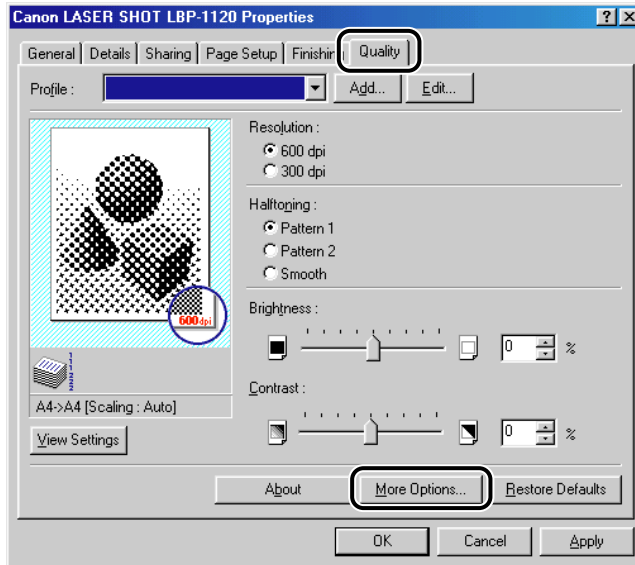 Canon LASER SHOT LBP-1120 Properties
General Details Sharing Page Setup Finishing Quality
Profile :
Add... Edit...
Resolution :
600 dpi
300 dpi
Halftoning :
Pattern 1
Pattern 2
Smooth
600dpi
Brightness :
0 %
A4->A4 [Scaling : Auto]
Contrast :
0 %
View Settings
About More Options... Restore Defaults
OK Cancel Apply